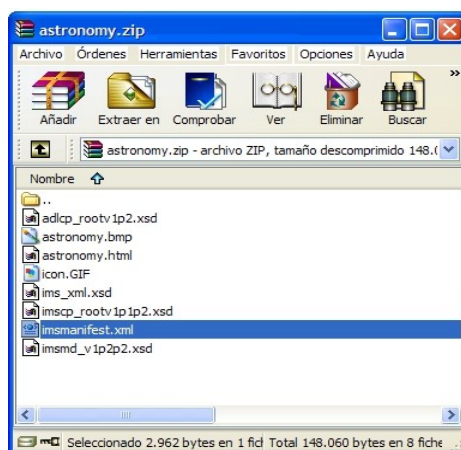 astronomy.zip
Archivo Órdenes Herramientas Favoritos Opciones Ayuda
Añadir Extraer en Comprobar Ver Eliminar Buscar »
astronomy.zip - archivo ZIP, tamaño descomprimido 148.(
Nombre
..
adlcp_rootv1p2.xsd
astronomy.bmp
astronomy.html
icon.GIF
ims_xml.xsd
imscp_rootv1p1p2.xsd
imsmanifest.xml
imsmd_v1p2p2.xsd
Seleccionado 2.962 bytes en 1 fich Total 148.060 bytes en 8 fiche